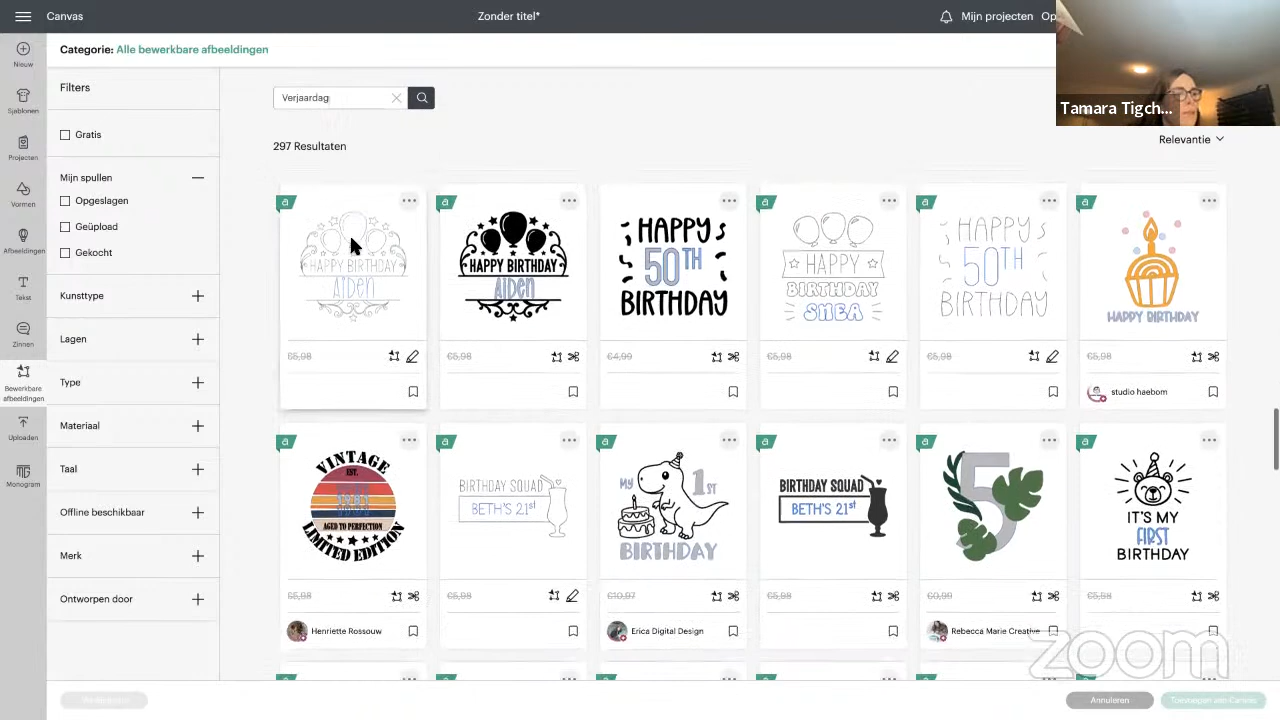 Canvas
Zonder titel*
Mijn projecten
Op
Tamara Tigch...
Categorie: Alle bewerkbare afbeeldingen
Nieuw
Sjablonen
Projecten
Vormen
Afbeeldingen
Tekst
Zinnen
Bewerkbare
afbeeldingen
Uploaden
Monogram
Filters
Gratis
Mijn spullen
Opgeslagen
Geüpload
Gekocht
Kunsttype
Lagen
Type
Materiaal
Taal
Offline beschikbaar
Merk
Ontworpen door
Verjaardag
297 Resultaten
Relevantie
a a a a a a
HAPPY BIRTHDAY
AIDEN
HAPPY BIRTHDAY
AIDEN
HAPPY
50TH
BIRTHDAY
HAPPY
BIRTHDAY
SHEA
HAPPY
50TH
BIRTHDAY
HAPPY BIRTHDAY
€5,98 €5,98 €4,99 €5,98 €5,98 €5,98
studio haebom
a a a a a a
VINTAGE
EST.
AGED TO PERFECTION
LIMITED EDITION
BIRTHDAY SQUAD
BETH'S 21st
MY 1ST
BIRTHDAY
BIRTHDAY SQUAD
BETH'S 21st
5
IT'S MY
FIRST
BIRTHDAY
€5,98 €5,98 €10,97 €5,98 €0,99 €5,98
Henriette Rossouw
Erica Digital Design
Rebecca Marie Creative
zoom
Annuleren
Toevoegen aan Canvas